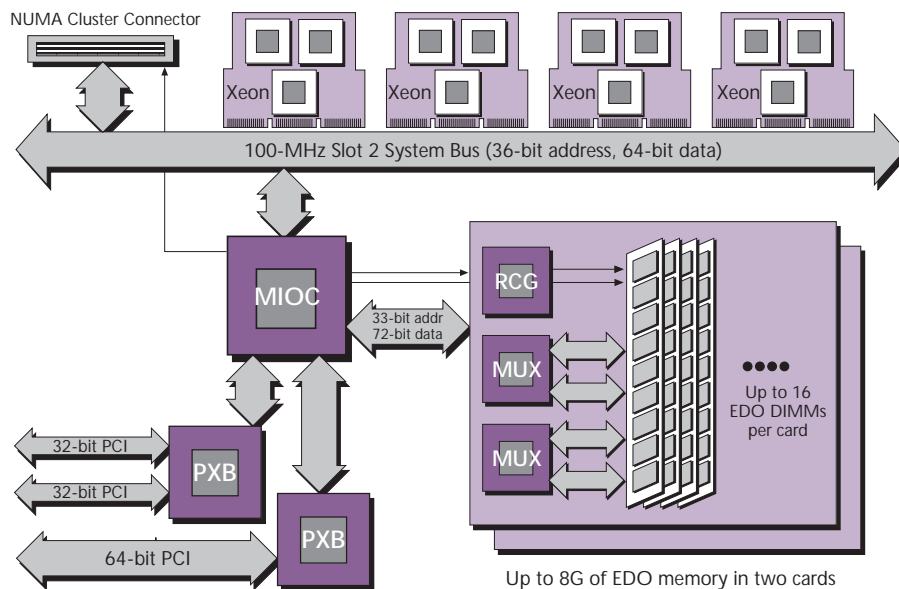 NUMA Cluster Connector
Xeon
Xeon
Xeon
Xeon
100-MHz Slot 2 System Bus (36-bit address, 64-bit data)
MIOC
RCG
33-bit addr
72-bit data
MUX
MUX
Up to 16
EDO DIMMs
per card
32-bit PCI
32-bit PCI
PXB
64-bit PCI
PXB
Up to 8G of EDO memory in two cards